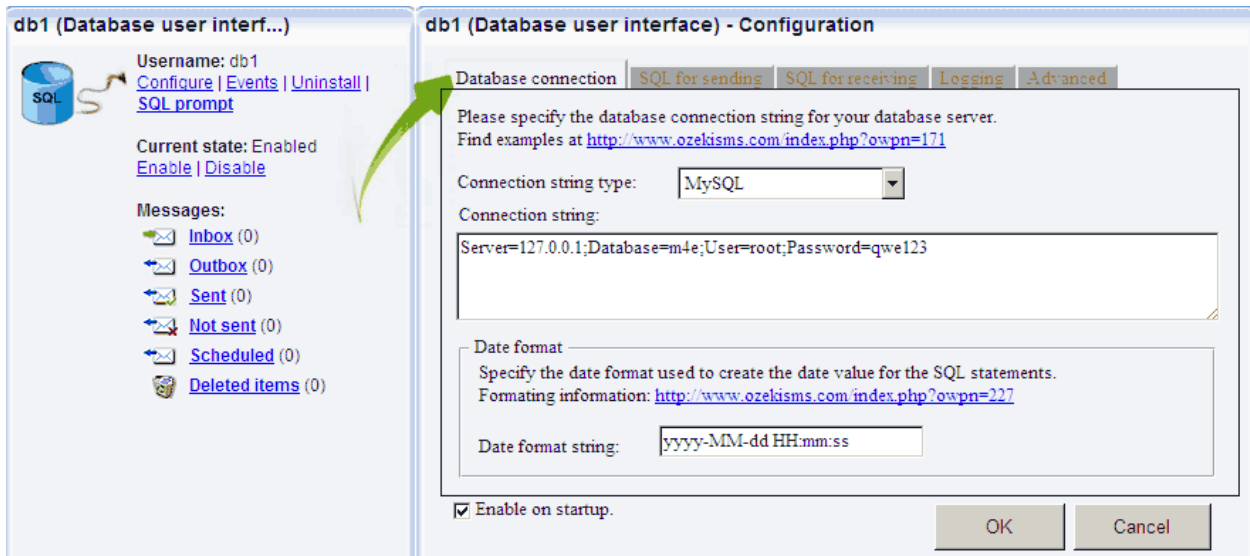 db1 (Database user interf...)
SQL
Username: db1
Configure | Events | Uninstall |
SQL prompt
Current state: Enabled
Enable | Disable
Messages:
Inbox (0)
Outbox (0)
Sent (0)
Not sent (0)
Scheduled (0)
Deleted items (0)
db1 (Database user interface) - Configuration
Database connection SQL for sending SQL for receiving Logging Advanced
Please specify the database connection string for your database server.
Find examples at http://www.ozekisms.com/index.php?owpn=171
Connection string type: MySQL
Connection string:
Server=127.0.0.1;Database=m4e;User=root;Password=qwe123
Date format
Specify the date format used to create the date value for the SQL statements.
Formating information: http://www.ozekisms.com/index.php?owpn=227
Date format string: yyyy-MM-dd HH:mm:ss
Enable on startup.
OK Cancel